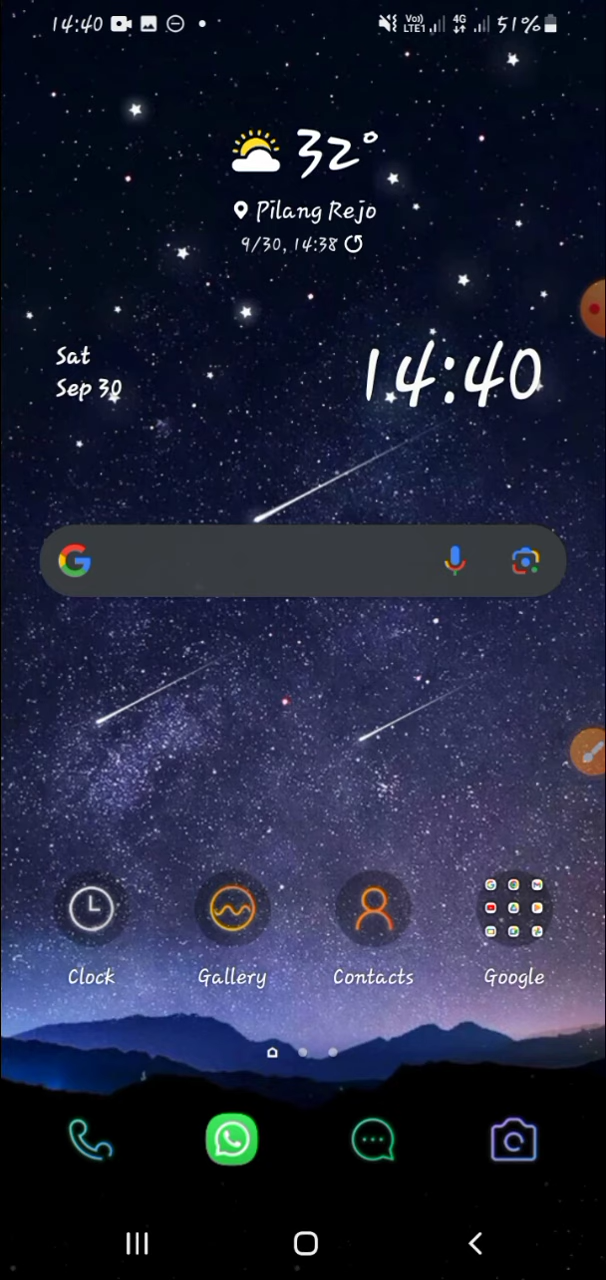 14:40 Vo)) LTE1 4G 51%
32°
Pilang Rejo
9/30, 14:38
Sat
Sep 30
14:40
Clock Gallery Contacts Google